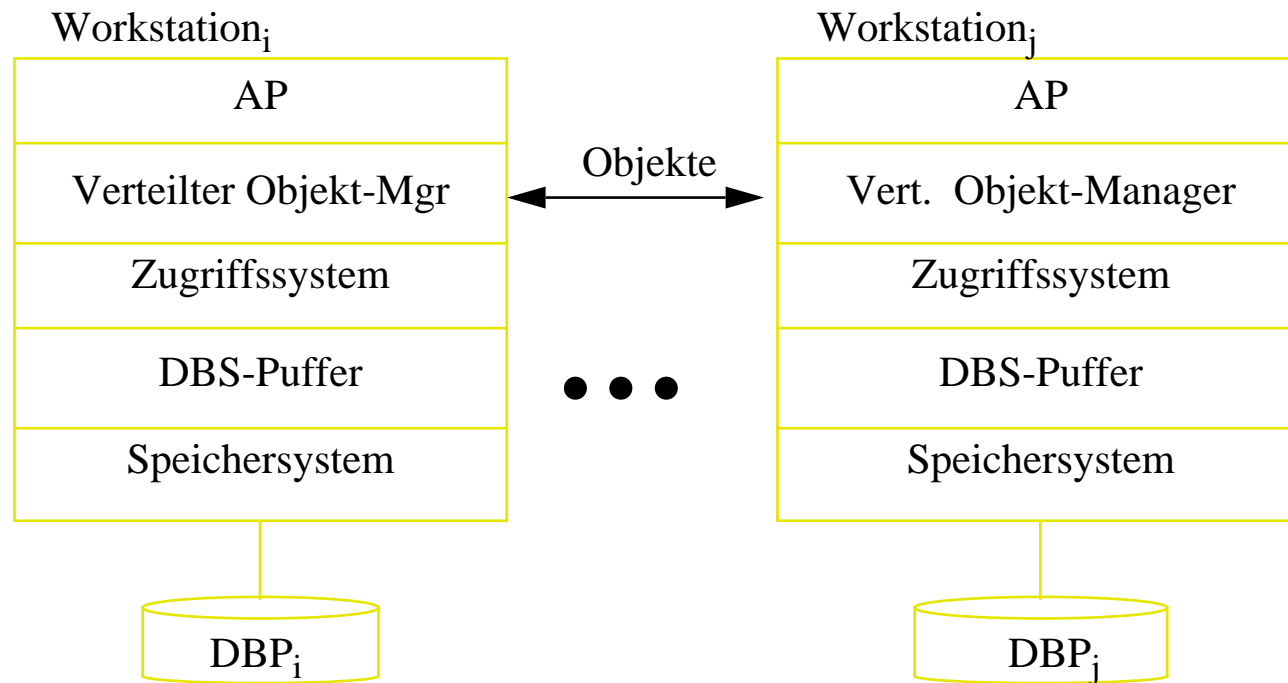 Workstation_i
AP
Verteilter Objekt-Mgr
Zugriffssystem
DBS-Puffer
Speichersystem
DBP_i
Objekte
Workstation_j
AP
Vert. Objekt-Manager
Zugriffssystem
DBS-Puffer
Speichersystem
DBP_j